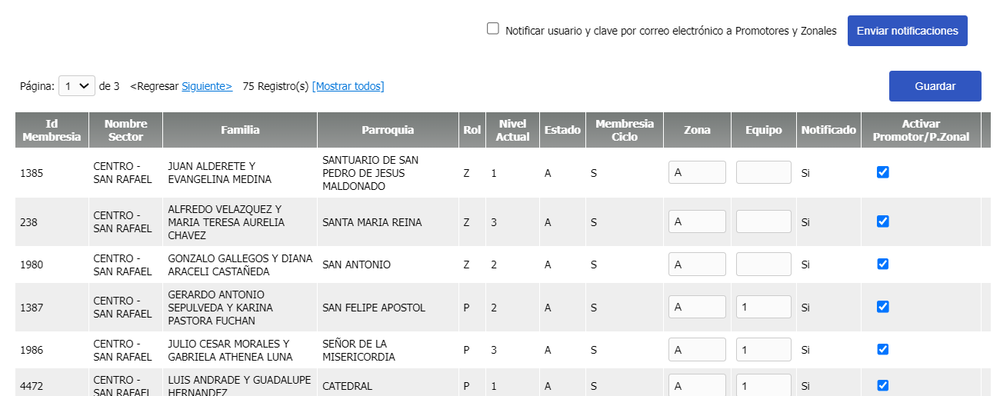 Notificar usuario y clave por correo electrónico a Promotores y Zonales Enviar notificaciones
Página: 1 de 3 <Regresar Siguiente> 75 Registro(s) [Mostrar todos] Guardar
Id Membresia Nombre Sector Familia Parroquia Rol Nivel Actual Estado Membresia Ciclo Zona Equipo Notificado Activar Promotor/P.Zonal
1385 CENTRO - SAN RAFAEL JUAN ALDERETE Y EVANGELINA MEDINA SANTUARIO DE SAN PEDRO DE JESUS MALDONADO Z 1 A S A Si
238 CENTRO - SAN RAFAEL ALFREDO VELAZQUEZ Y MARIA TERESA AURELIA CHAVEZ SANTA MARIA REINA Z 3 A S A Si
1980 CENTRO - SAN RAFAEL GONZALO GALLEGOS Y DIANA ARACELI CASTAÑEDA SAN ANTONIO Z 2 A S A Si
1387 CENTRO - SAN RAFAEL GERARDO ANTONIO SEPULVEDA Y KARINA PASTORA FUCHAN SAN FELIPE APOSTOL P 2 A S A 1 Si
1986 CENTRO - SAN RAFAEL JULIO CESAR MORALES Y GABRIELA ATHENEA LUNA SEÑOR DE LA MISERICORDIA P 3 A S A 1 Si
4472 CENTRO - SAN RAFAEL LUIS ANDRADE Y GUADALUPE HERNANDEZ CATEDRAL P 1 A S A 1 Si